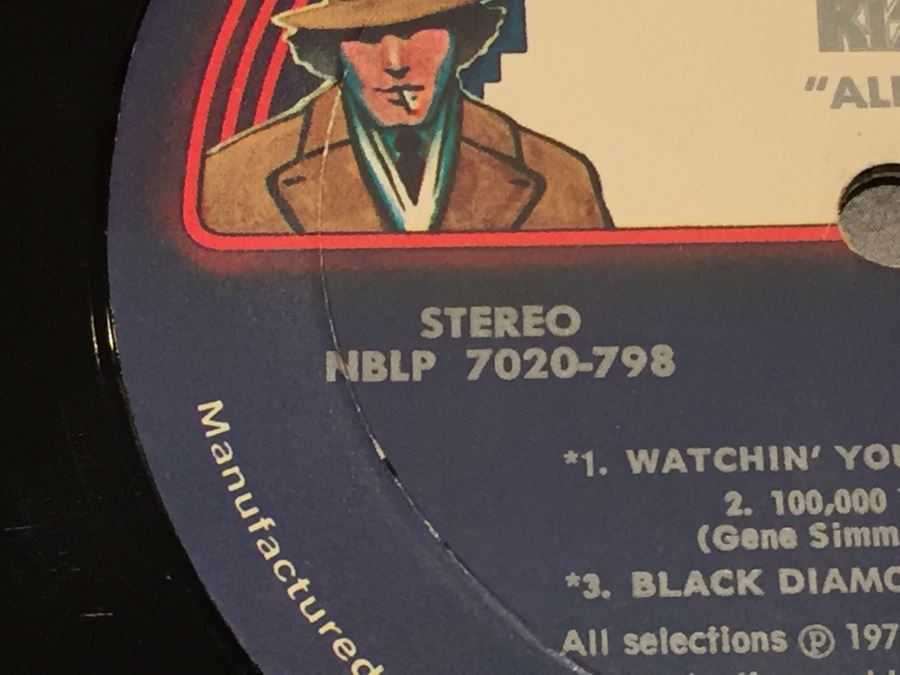 "AL
STEREO
NBLP 7020-798
*1. WATCHIN' YOU
2. 100,000
(Gene Simm
*3. BLACK DIAMO
All selections ℗ 197
Manufactured